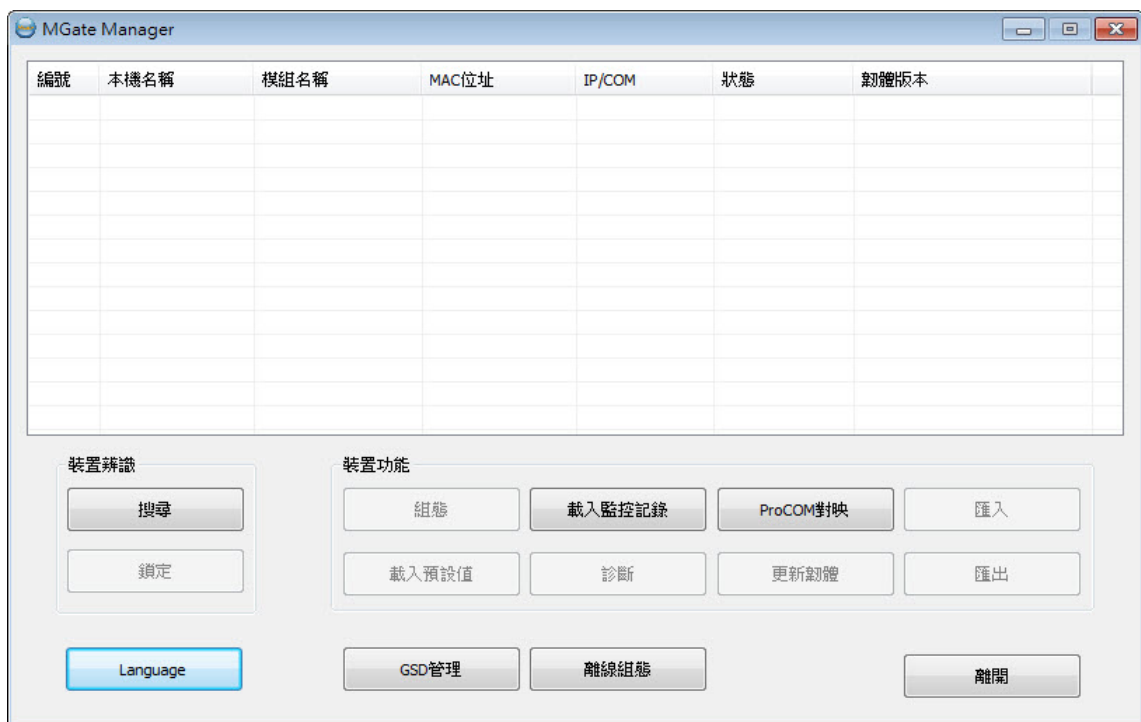 MGate Manager
編號 本機名稱 模組名稱 MAC位址 IP/COM 狀態 韌體版本
裝置辨識 裝置功能
搜尋 組態 載入監控記錄 ProCOM對映 匯入
鎖定 載入預設值 診斷 更新韌體 匯出
Language GSD管理 離線組態 離開